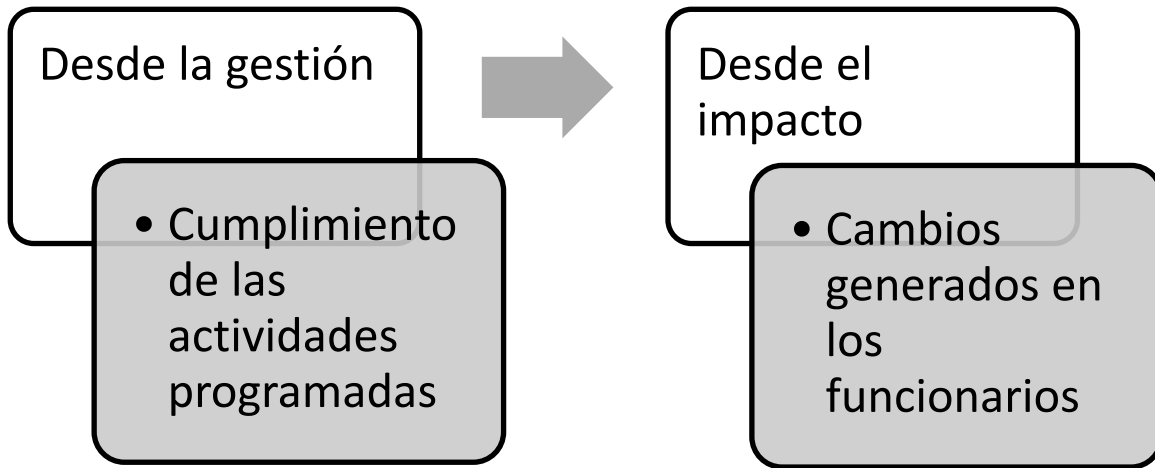 Desde la gestión
• Cumplimiento
de las
actividades
programadas
Desde el
impacto
• Cambios
generados en
los
funcionarios